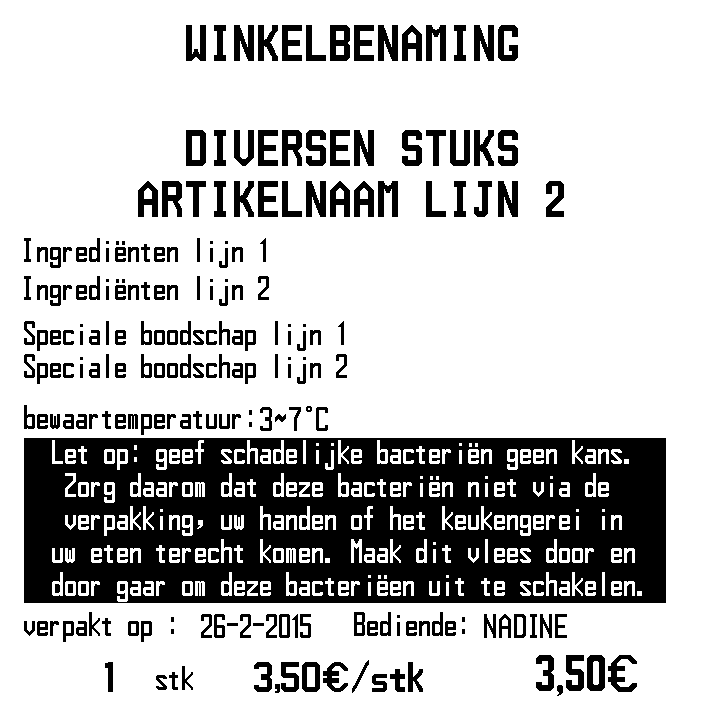 WINKELBENAMING
DIVERSEN STUKS
ARTIKELNAAM LIJN 2
Ingrediënten lijn 1
Ingrediënten lijn 2
Speciale boodschap lijn 1
Speciale boodschap lijn 2
bewaartemperatuur:3~7°C
Let op: geef schadelijke bacteriën geen kans.
Zorg daarom dat deze bacteriën niet via de
verpakking, uw handen of het keukengerei in
uw eten terecht komen. Maak dit vlees door en
door gaar om deze bacteriëen uit te schakelen.
verpakt op : 26-2-2015 Bediende: NADINE
1 stk 3,50€/stk 3,50€